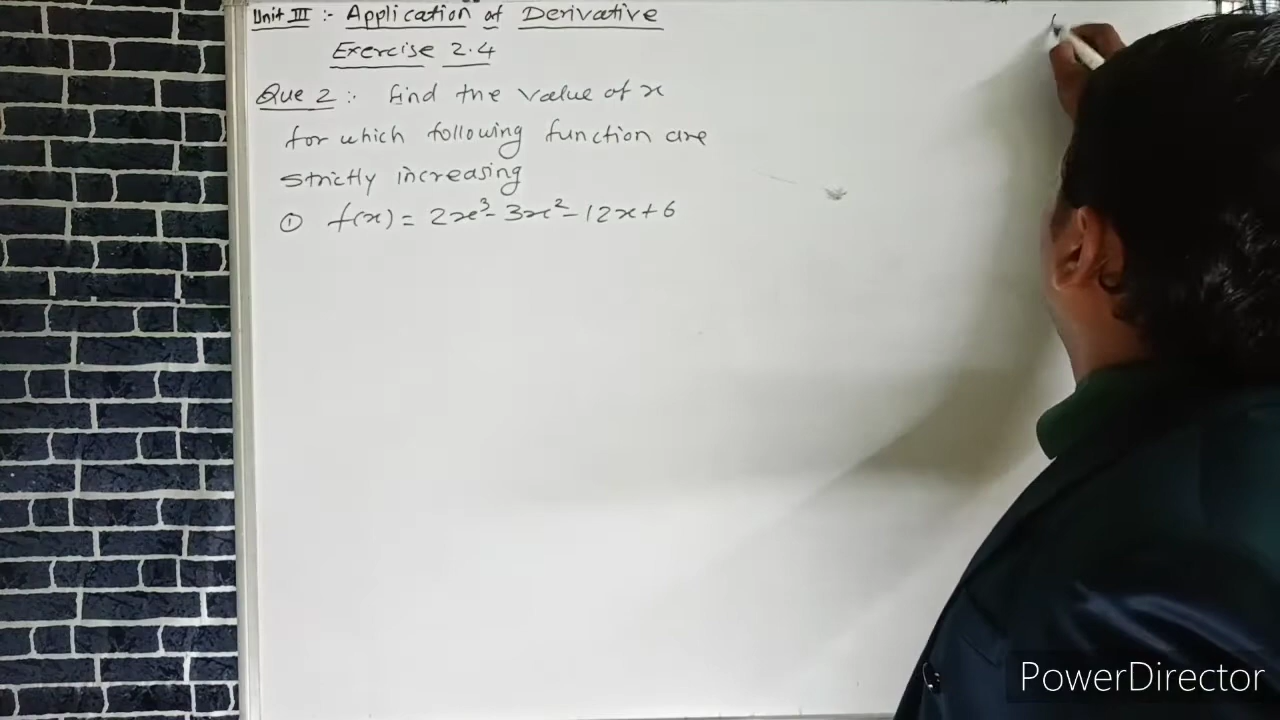 Unit III :- Application of Derivative
Exercise 2.4
Que 2 :- find the value of x
for which following function are
strictly increasing
① f(x) = 2x³ - 3x² - 12x + 6
PowerDirector